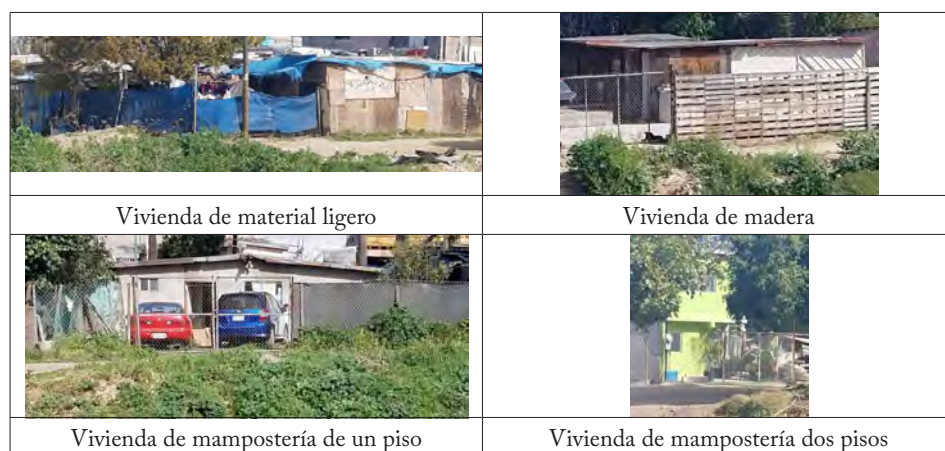 Vivienda de material ligero
Vivienda de madera
Vivienda de mampostería de un piso
Vivienda de mampostería dos pisos